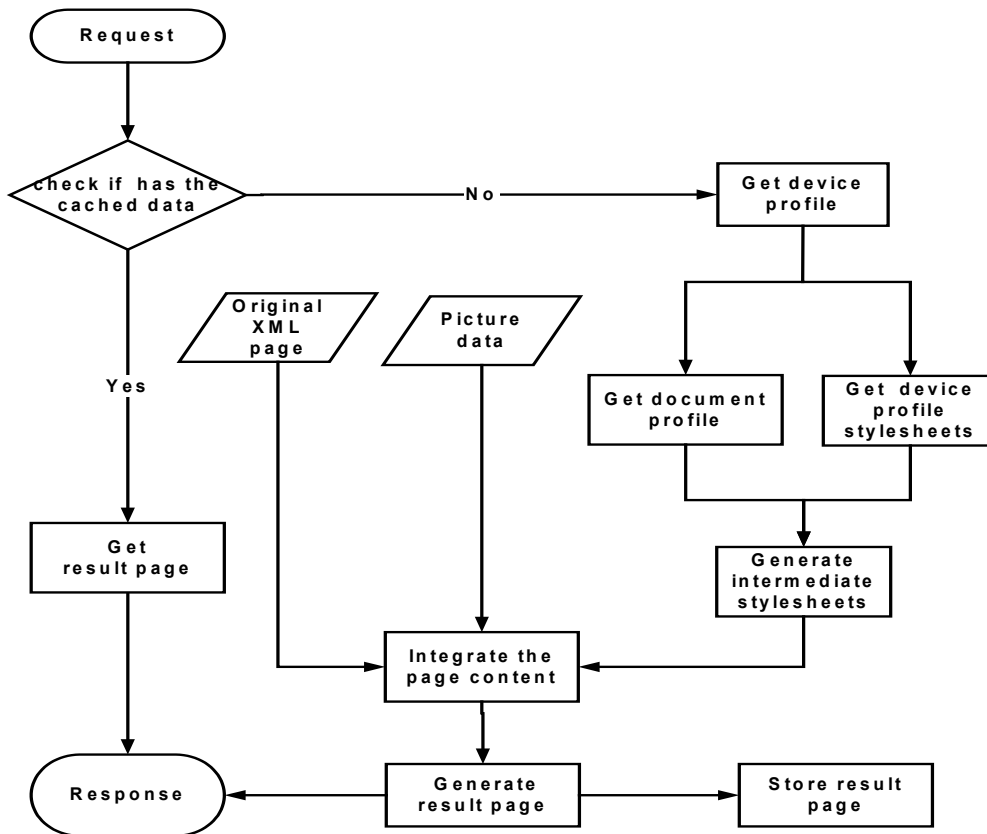 Request
check if has the
cached data
No
Get device
profile
Original
XML
page
Picture
data
Yes
Get document
profile
Get device
profile
stylesheets
Get
result page
Generate
intermediate
stylesheets
Integrate the
page content
Response
Generate
result page
Store result
page